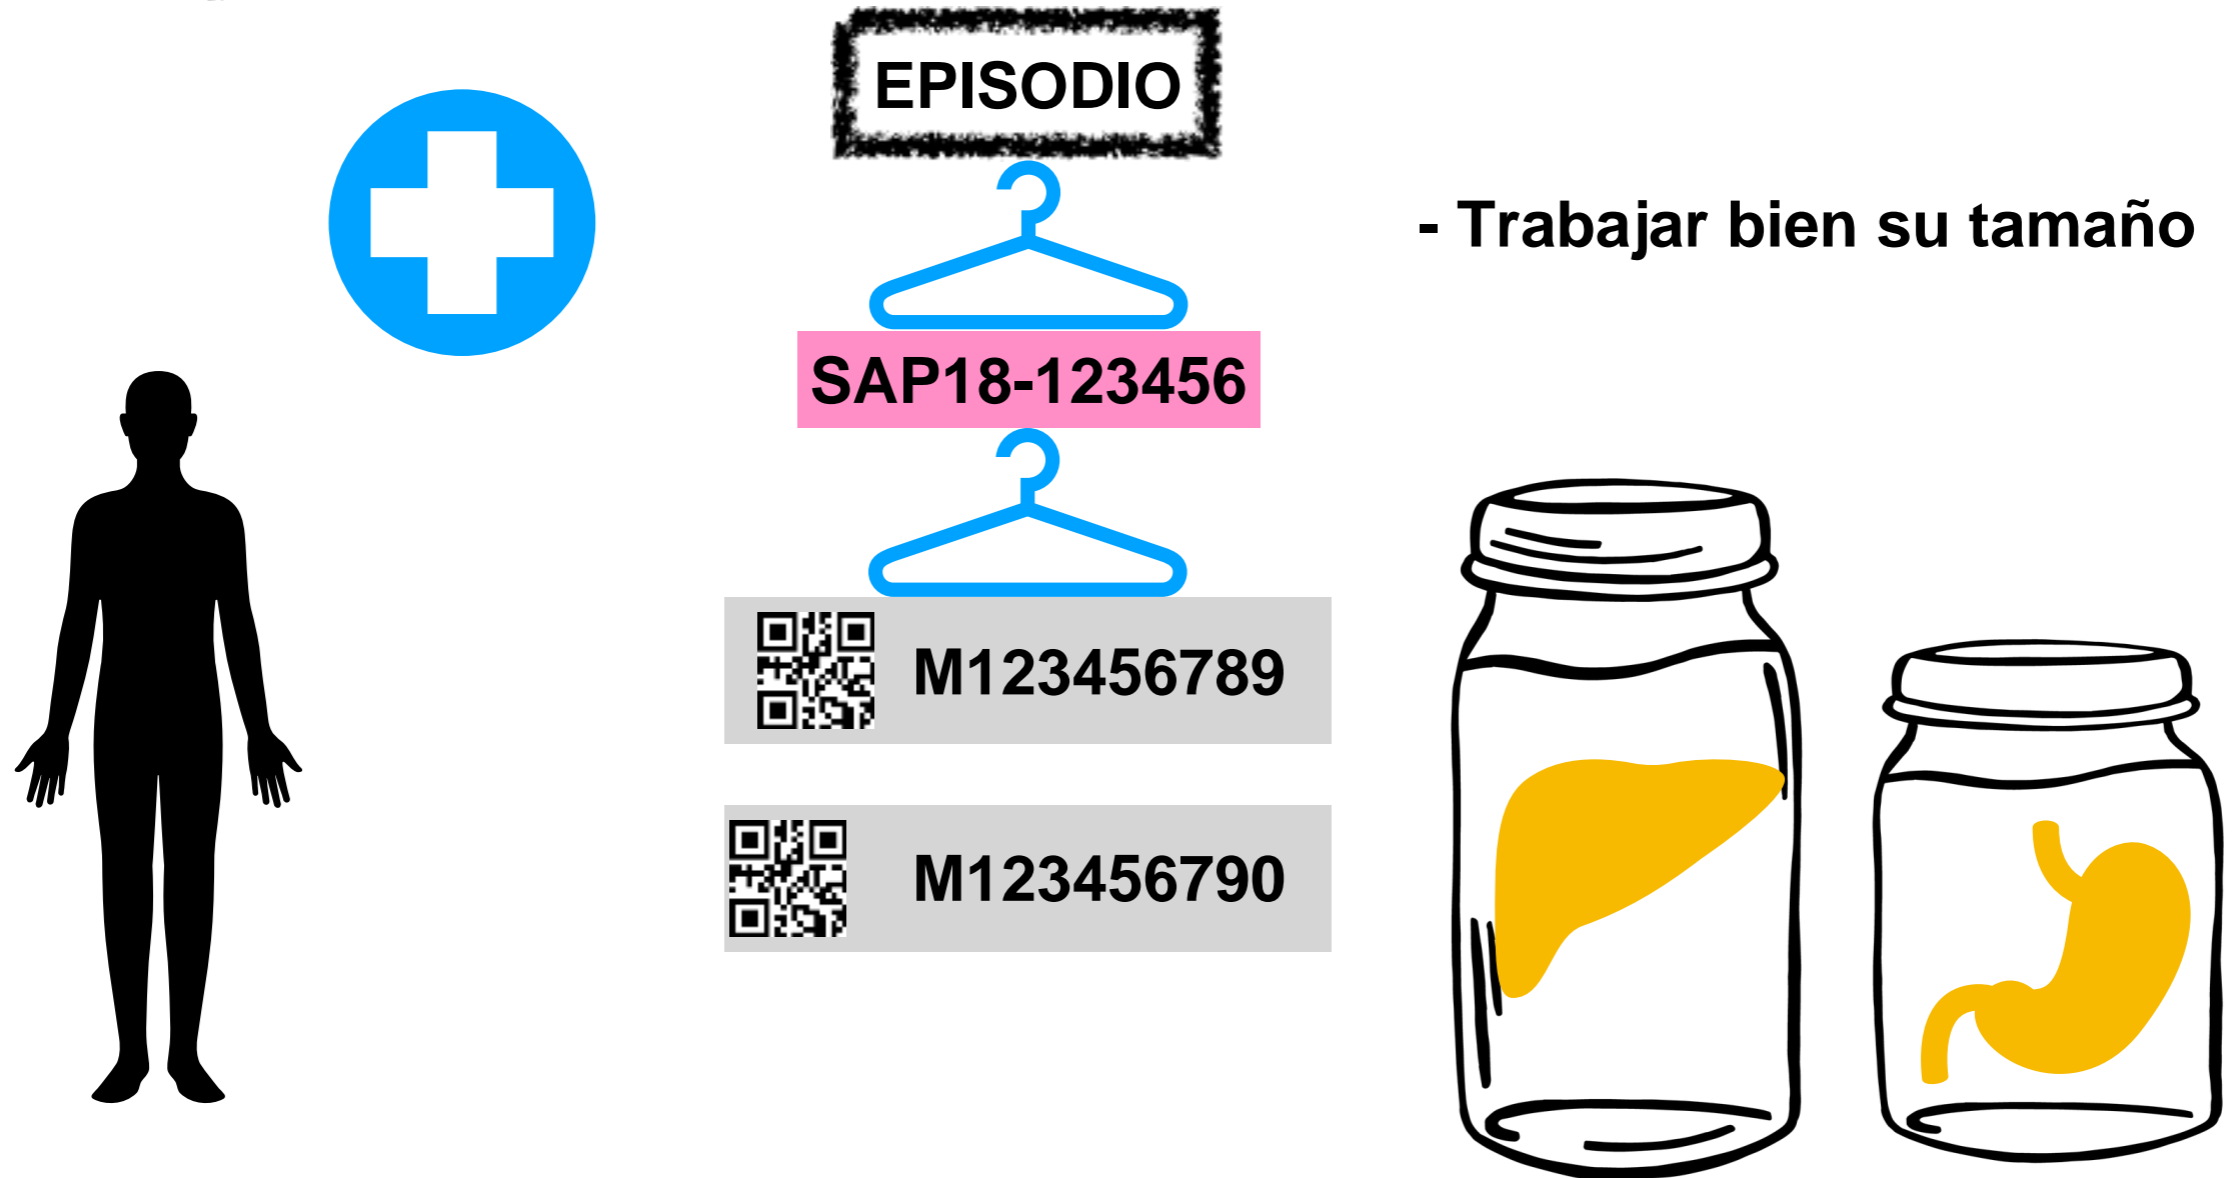 EPISODIO
- Trabajar bien su tamaño
SAP18-123456
M123456789
M123456790